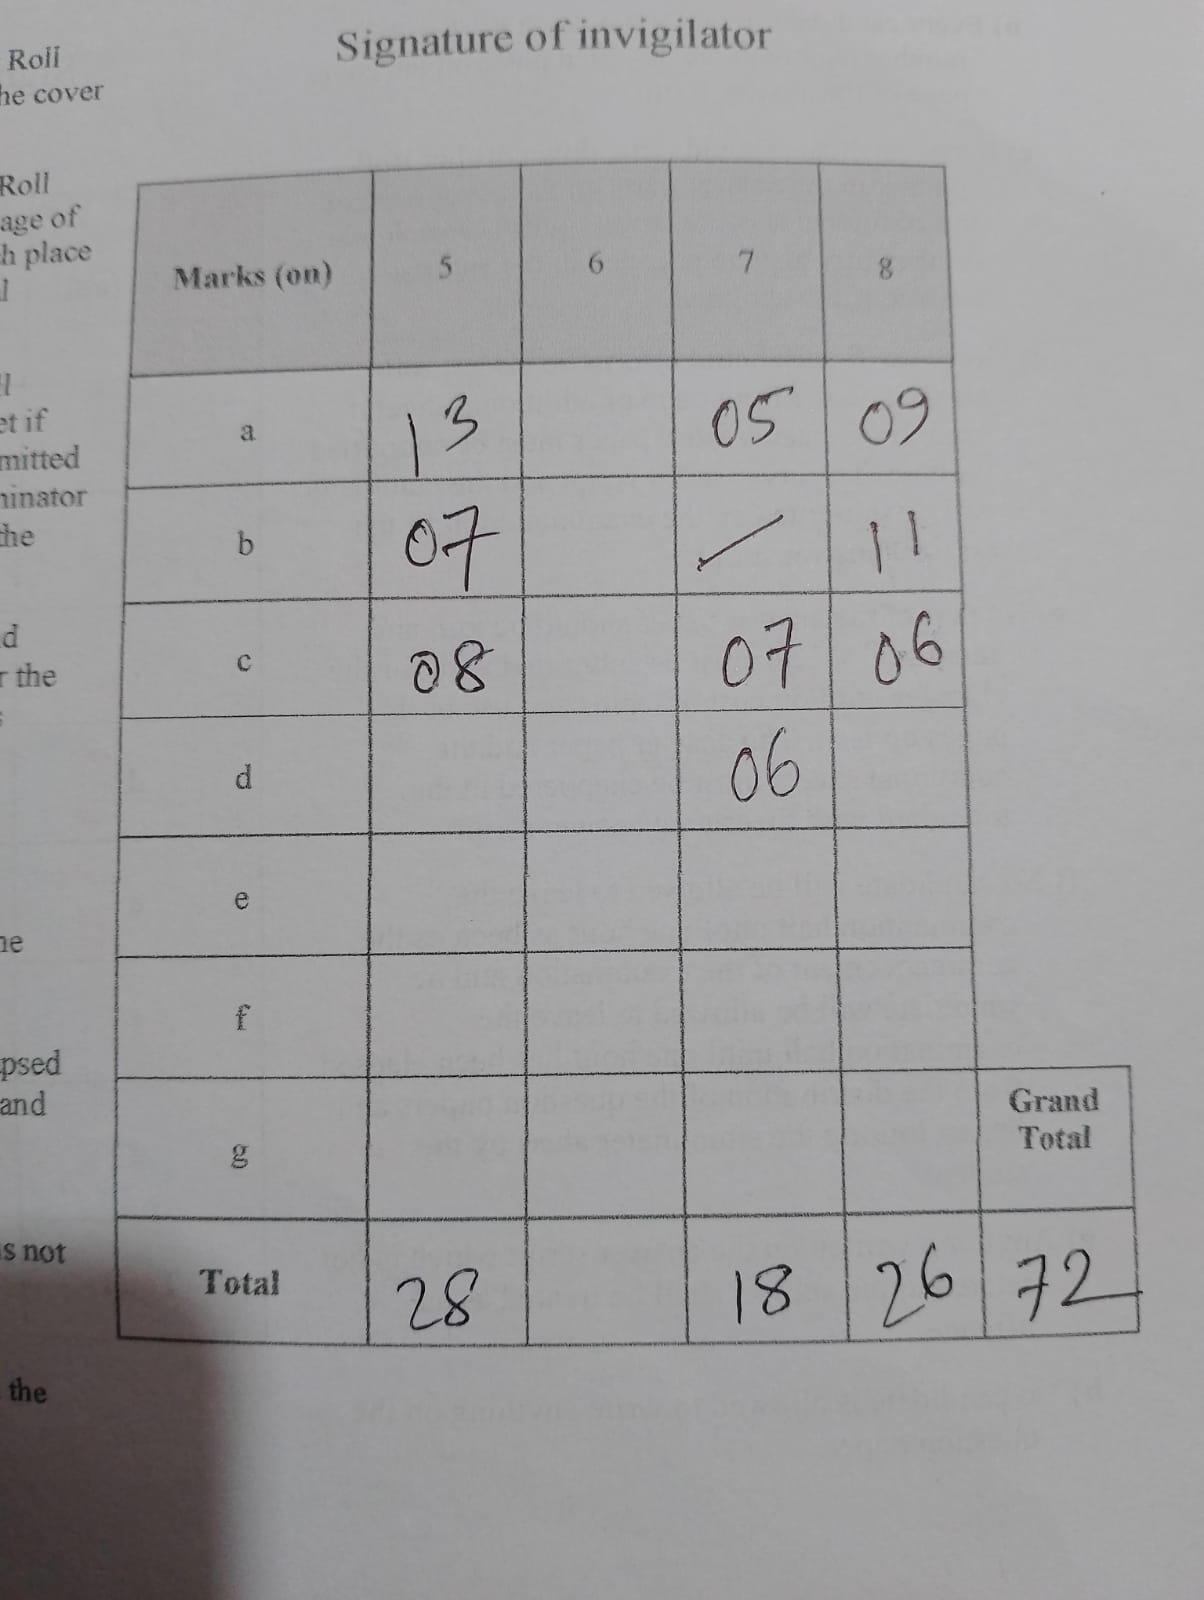 Signature of invigilator
Roll
he cover
Roll
age of
h place
l
l
et if
mitted
ninator
the
d
r the
s
ne
psed
and
s not
the
Marks (on) 5 6 7 8
a 13 05 09
b 07 11
c 08 07 06
d 06
e
f
g Grand Total
Total 28 18 26 72